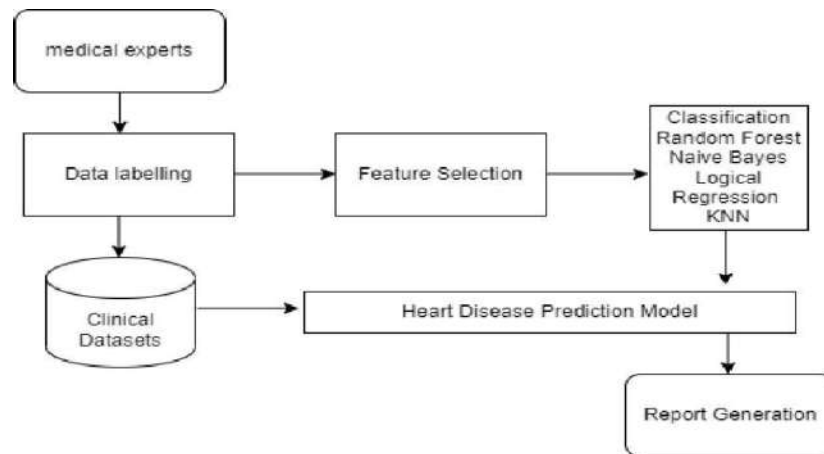 medical experts
Data labelling
Feature Selection
Classification
Random Forest
Naive Bayes
Logical
Regression
KNN
Clinical
Datasets
Heart Disease Prediction Model
Report Generation